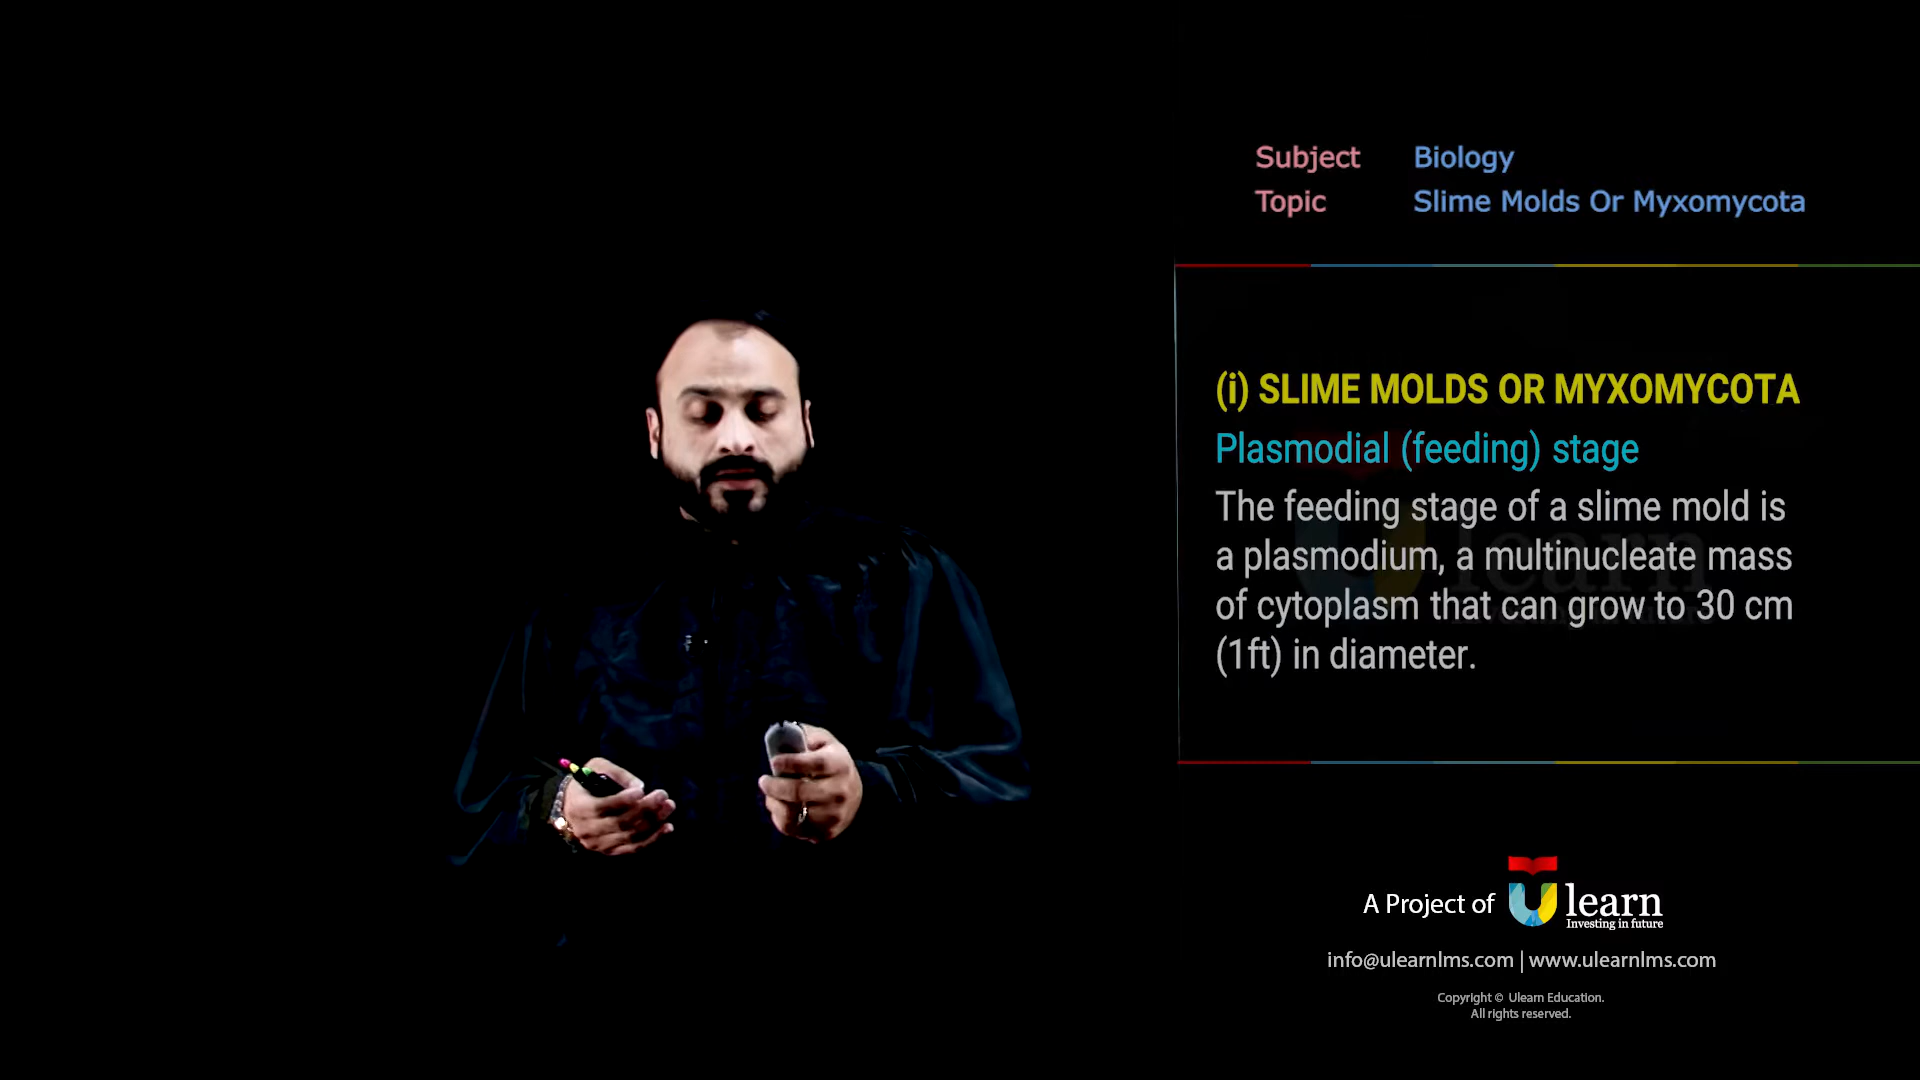 Subject Biology
Topic Slime Molds Or Myxomycota
(i) SLIME MOLDS OR MYXOMYCOTA
Plasmodial (feeding) stage
The feeding stage of a slime mold is
a plasmodium, a multinucleate mass
of cytoplasm that can grow to 30 cm
(1ft) in diameter.
A Project of Ulearn
Investing in future
info@ulearnlms.com | www.ulearnlms.com
Copyright © Ulearn Education.
All rights reserved.